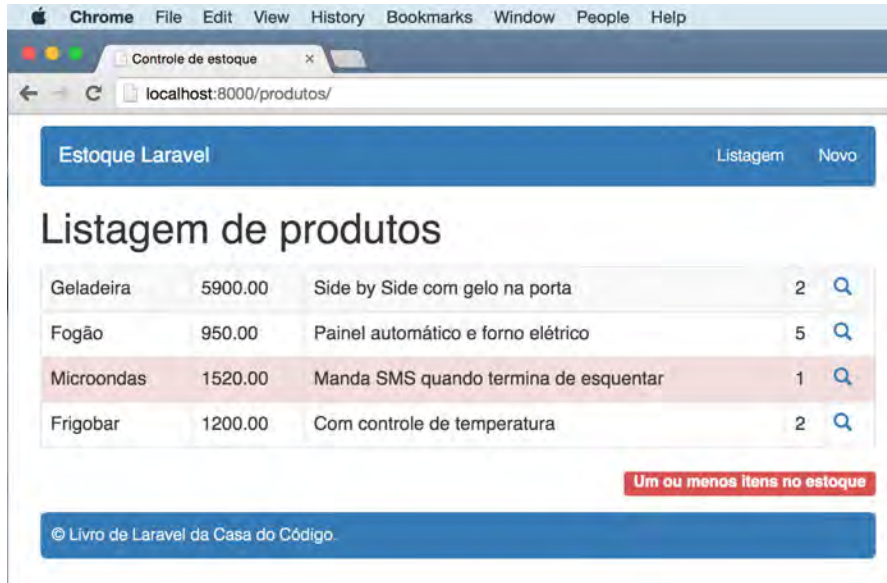 Chrome File Edit View History Bookmarks Window People Help
Controle de estoque
localhost:8000/produtos/
Estoque Laravel Listagem Novo
Listagem de produtos
Geladeira 5900.00 Side by Side com gelo na porta 2
Fogão 950.00 Painel automático e forno elétrico 5
Microondas 1520.00 Manda SMS quando termina de esquentar 1
Frigobar 1200.00 Com controle de temperatura 2
Um ou menos itens no estoque
© Livro de Laravel da Casa do Código.